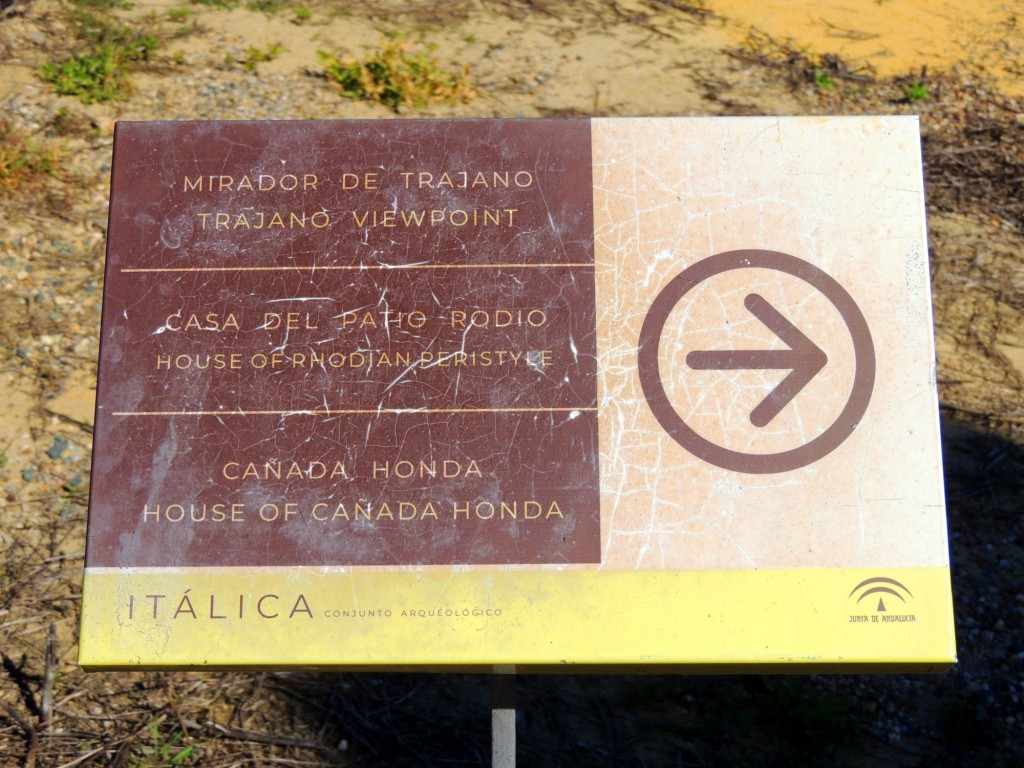 MIRADOR DE TRAJANO
TRAJANO VIEWPOINT
CASA DEL PATIO RODIO
HOUSE OF RHODIAN PERISTYLE
CAÑADA HONDA
HOUSE OF CAÑADA HONDA
ITÁLICA CONJUNTO ARQUEOLÓGICO
JUNTA DE ANDALUCIA